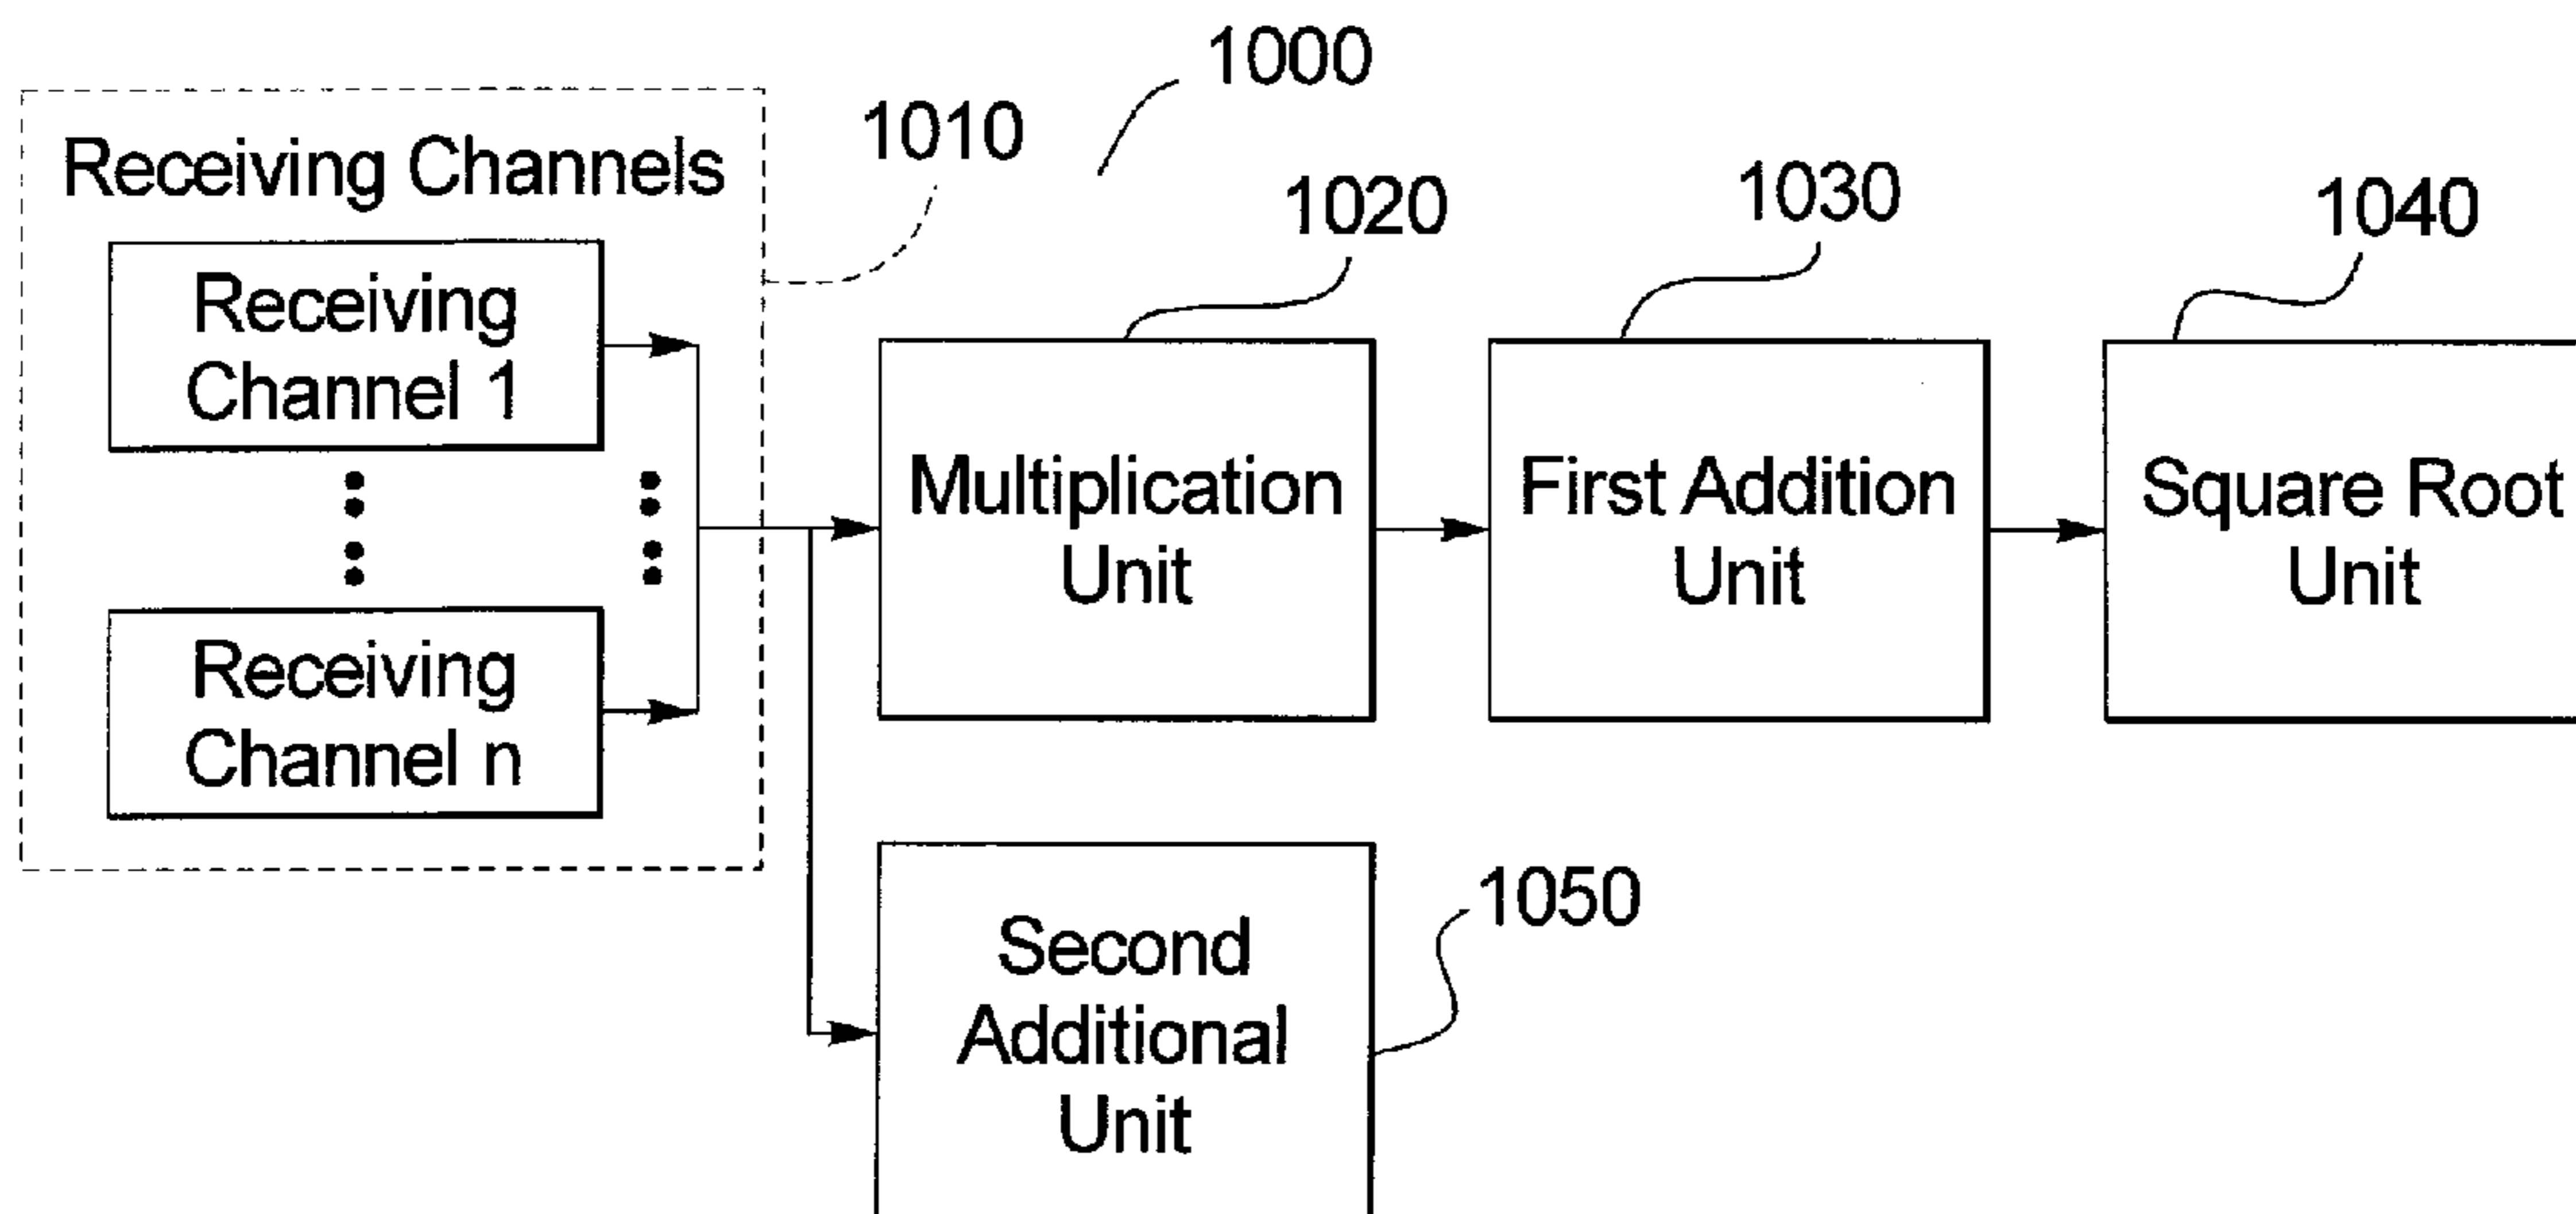 1000
1010
Receiving Channels
1020
1030
1040
Receiving
Channel 1
Multiplication
Unit
First Addition
Unit
Square Root
Unit
Receiving
Channel n
1050
Second
Additional
Unit